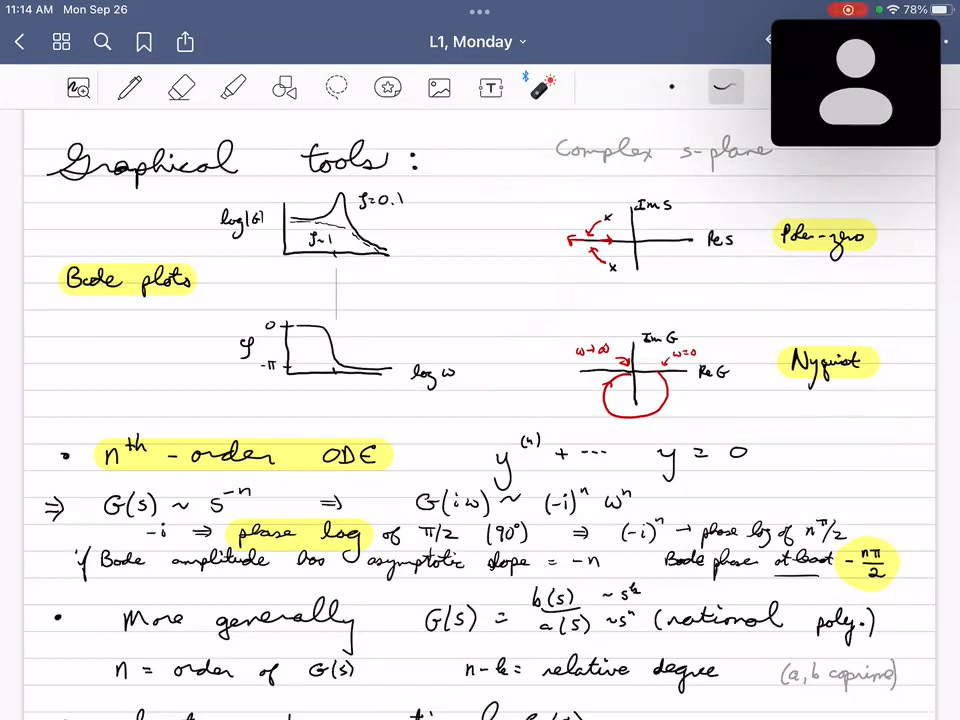 11:14 AM Mon Sep 26
78%
L1, Monday
Graphical tools:
Complex s-plane
log|G|
ζ=0.1
ζ~1
Im s
Re s
Pole-zero
Bode plots
φ
0
-π
log ω
Im G
ω→∞
ω=0
Re G
Nyquist
• nth-order ODE y(n) + ... y = 0
⇒ G(s) ~ s^-n ⇒ G(iω) ~ (-i)^n ω^n
-i ⇒ phase lag of π/2 (90°) ⇒ (-i)^n → phase lag of nπ/2
if Bode amplitude has asymptotic slope = -n Bode phase at least -nπ/2
• More generally G(s) = b(s)/a(s) ~s^k ~s^n (rational poly.)
n = order of G(s) n-k = relative degree (a,b coprime)